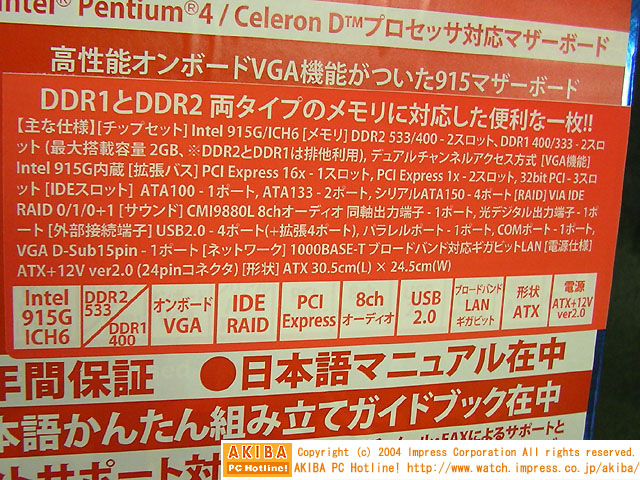 Intel® Pentium®4 / Celeron D™プロセッサ対応マザーボード
高性能オンボードVGA機能がついた915マザーボード
DDR1とDDR2 両タイプのメモリに対応した便利な一枚!!
【主な仕様】[チップセット] Intel 915G/ICH6 [メモリ] DDR2 533/400 - 2スロット、DDR1 400/333 - 2スロ
ット (最大搭載容量 2GB、※DDR2とDDR1は排他利用)、デュアルチャンネルアクセス方式 [VGA機能]
Intel 915G内蔵 [拡張バス] PCI Express 16x - 1スロット、PCI Express 1x - 2スロット、32bit PCI - 3スロ
ット [IDEスロット] ATA100 - 1ポート、ATA133 - 2ポート、シリアルATA150 - 4ポート [RAID] VIA IDE
RAID 0/1/0+1 [サウンド] CMI9880L 8chオーディオ 同軸出力端子 - 1ポート、光デジタル出力端子 - 1ポ
ート [外部接続端子] USB2.0 - 4ポート(+拡張4ポート)、パラレルポート - 1ポート、COMポート - 1ポート、
VGA D-Sub15pin - 1ポート [ネットワーク] 1000BASE-T ブロードバンド対応ギガビットLAN [電源仕様]
ATX+12V ver2.0 (24pinコネクタ) [形状] ATX 30.5cm(L) × 24.5cm(W)
Intel 915G ICH6
DDR2 533 / DDR1 400
オンボード VGA
IDE RAID
PCI Express
8ch オーディオ
USB 2.0
ブロードバンド LAN ギガビット
形状 ATX
電源 ATX+12V ver2.0
年間保証 ●日本語マニュアル在中
本語かんたん組み立てガイドブック在中
ットサポート対
FAXによるサポートと
AKIBA PC Hotline!
Copyright (c) 2004 Impress Corporation All rights reserved.
AKIBA PC Hotline! http://www.watch.impress.co.jp/akiba/